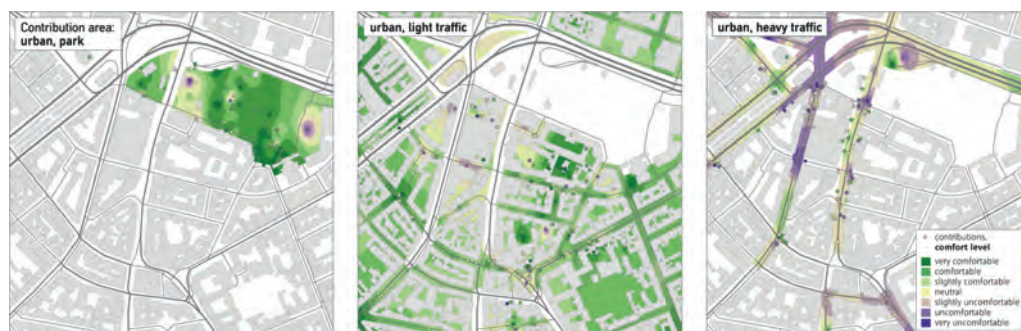 Contribution area:
urban, park
urban, light traffic
urban, heavy traffic
contributions,
comfort level
very comfortable
comfortable
slightly comfortable
neutral
slightly uncomfortable
uncomfortable
very uncomfortable